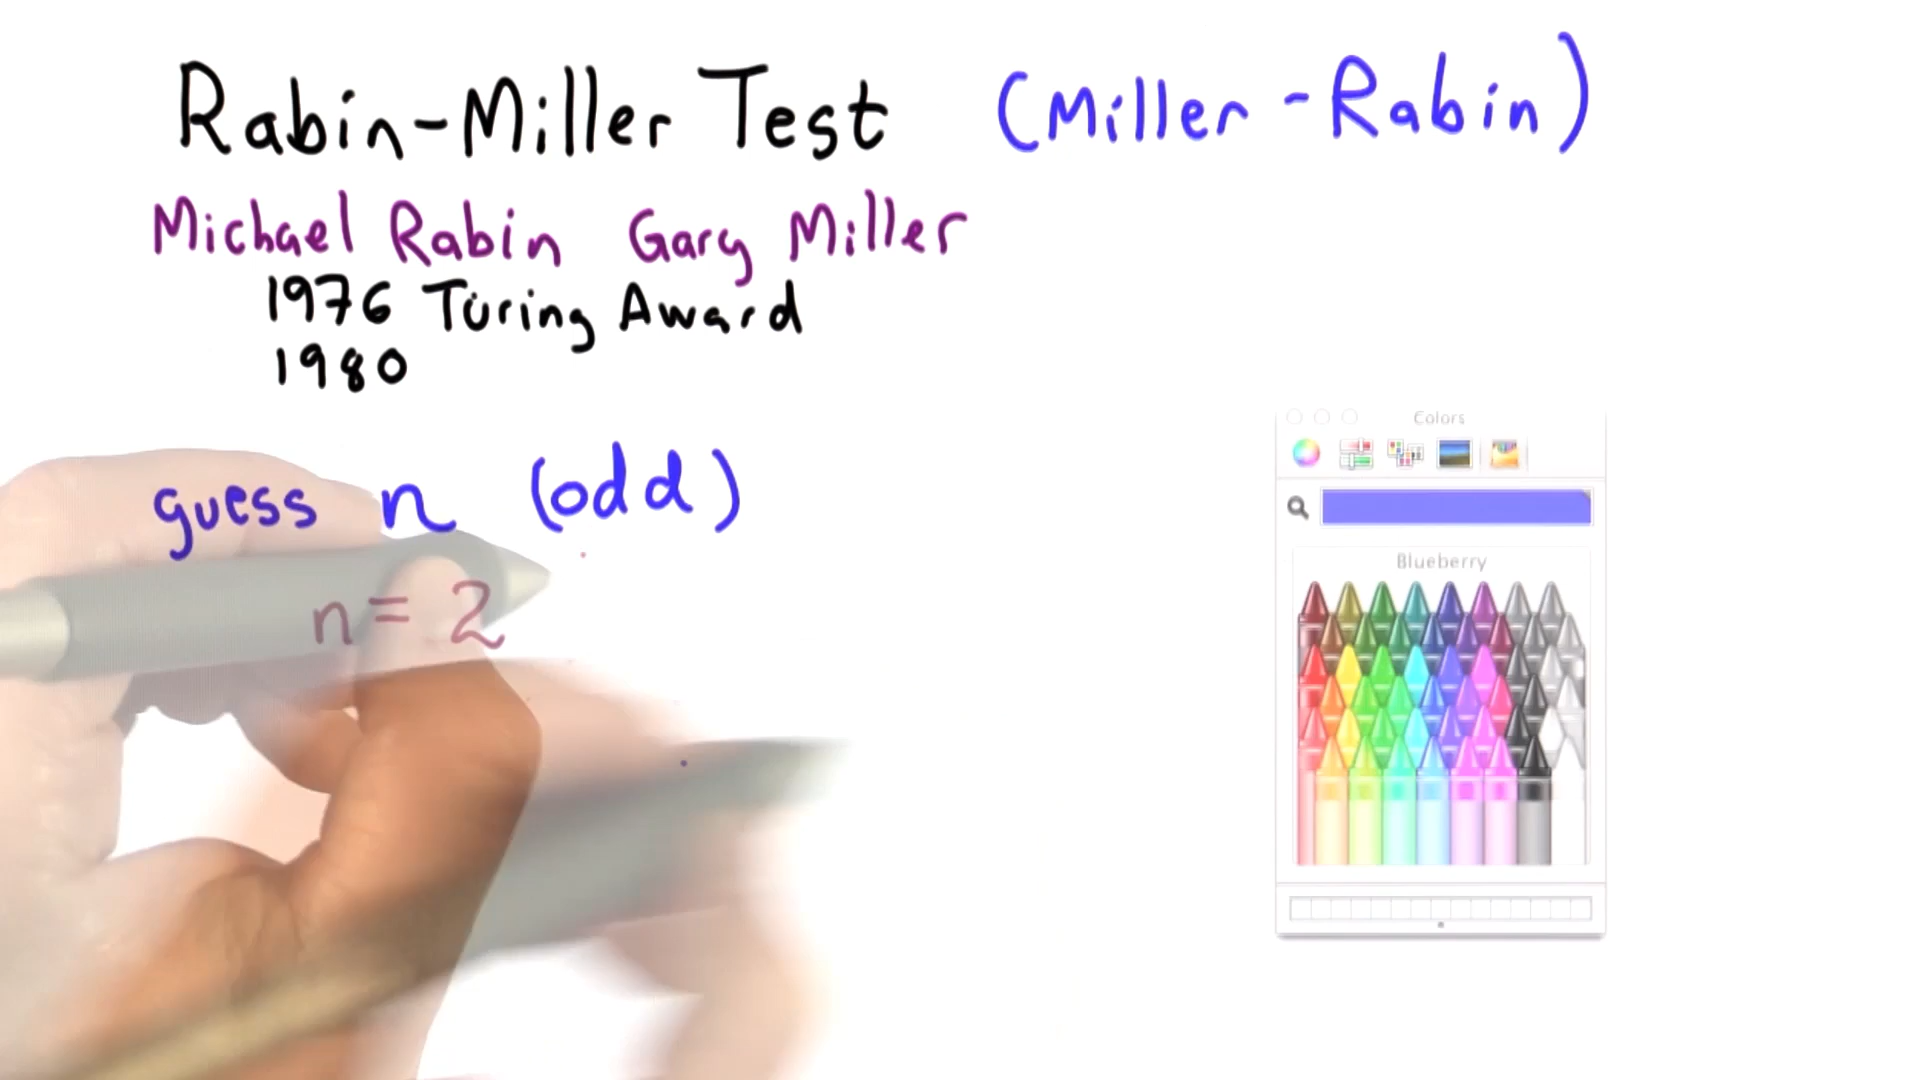 Rabin-Miller Test (Miller-Rabin)
Michael Rabin Gary Miller
1976 Turing Award
1980
guess n (odd)
n = 2
Colors
Blueberry